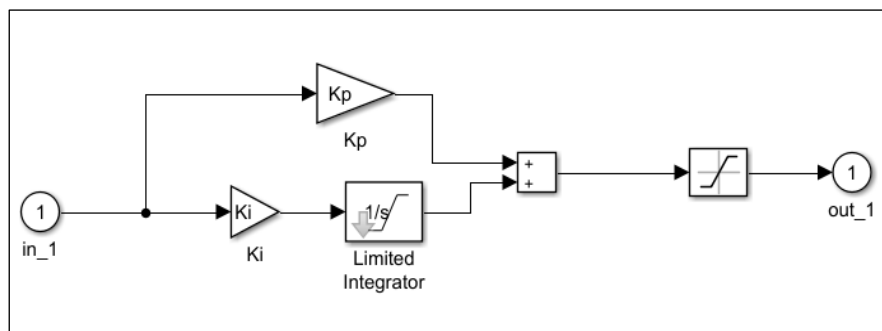 Kp
Kp
+
+
1
in_1
Ki
Ki
1/s
Limited
Integrator
1
out_1